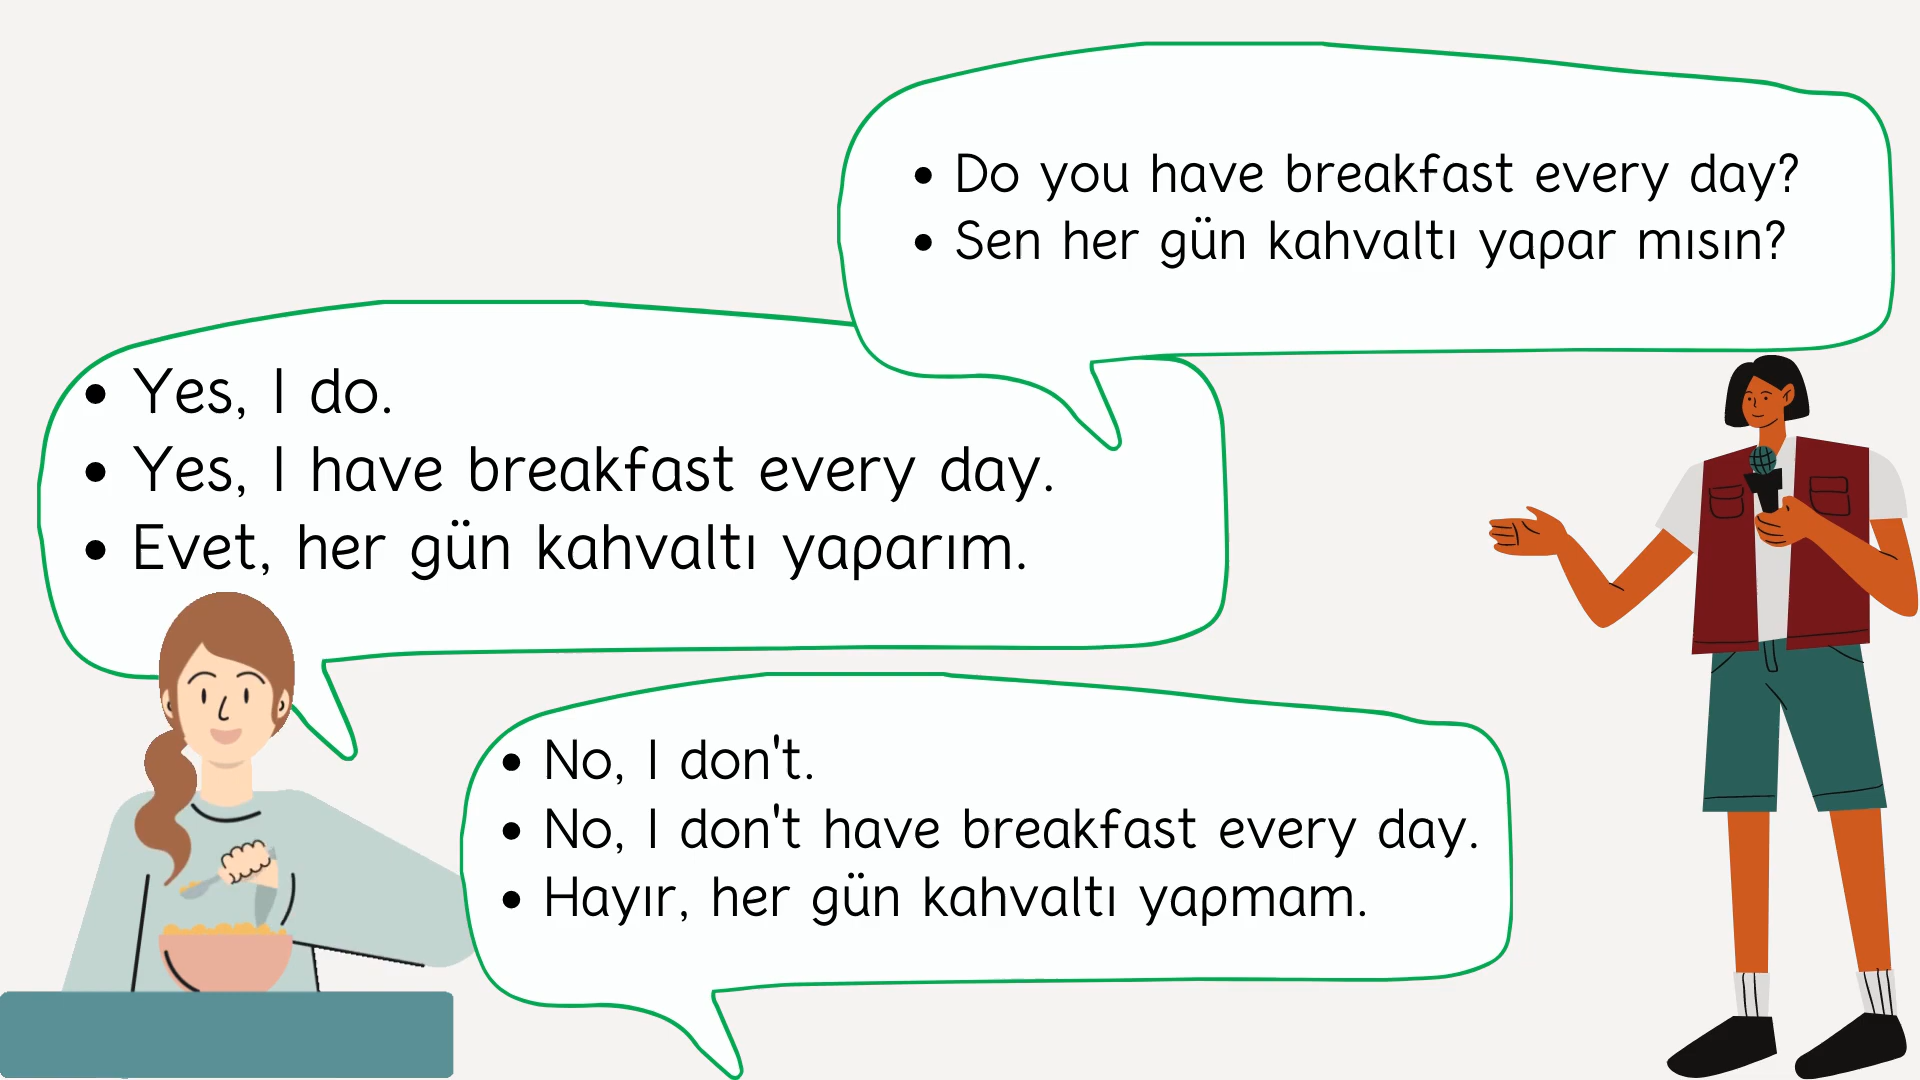 • Do you have breakfast every day?
• Sen her gün kahvaltı yapar mısın?
• Yes, I do.
• Yes, I have breakfast every day.
• Evet, her gün kahvaltı yaparım.
• No, I don't.
• No, I don't have breakfast every day.
• Hayır, her gün kahvaltı yapmam.